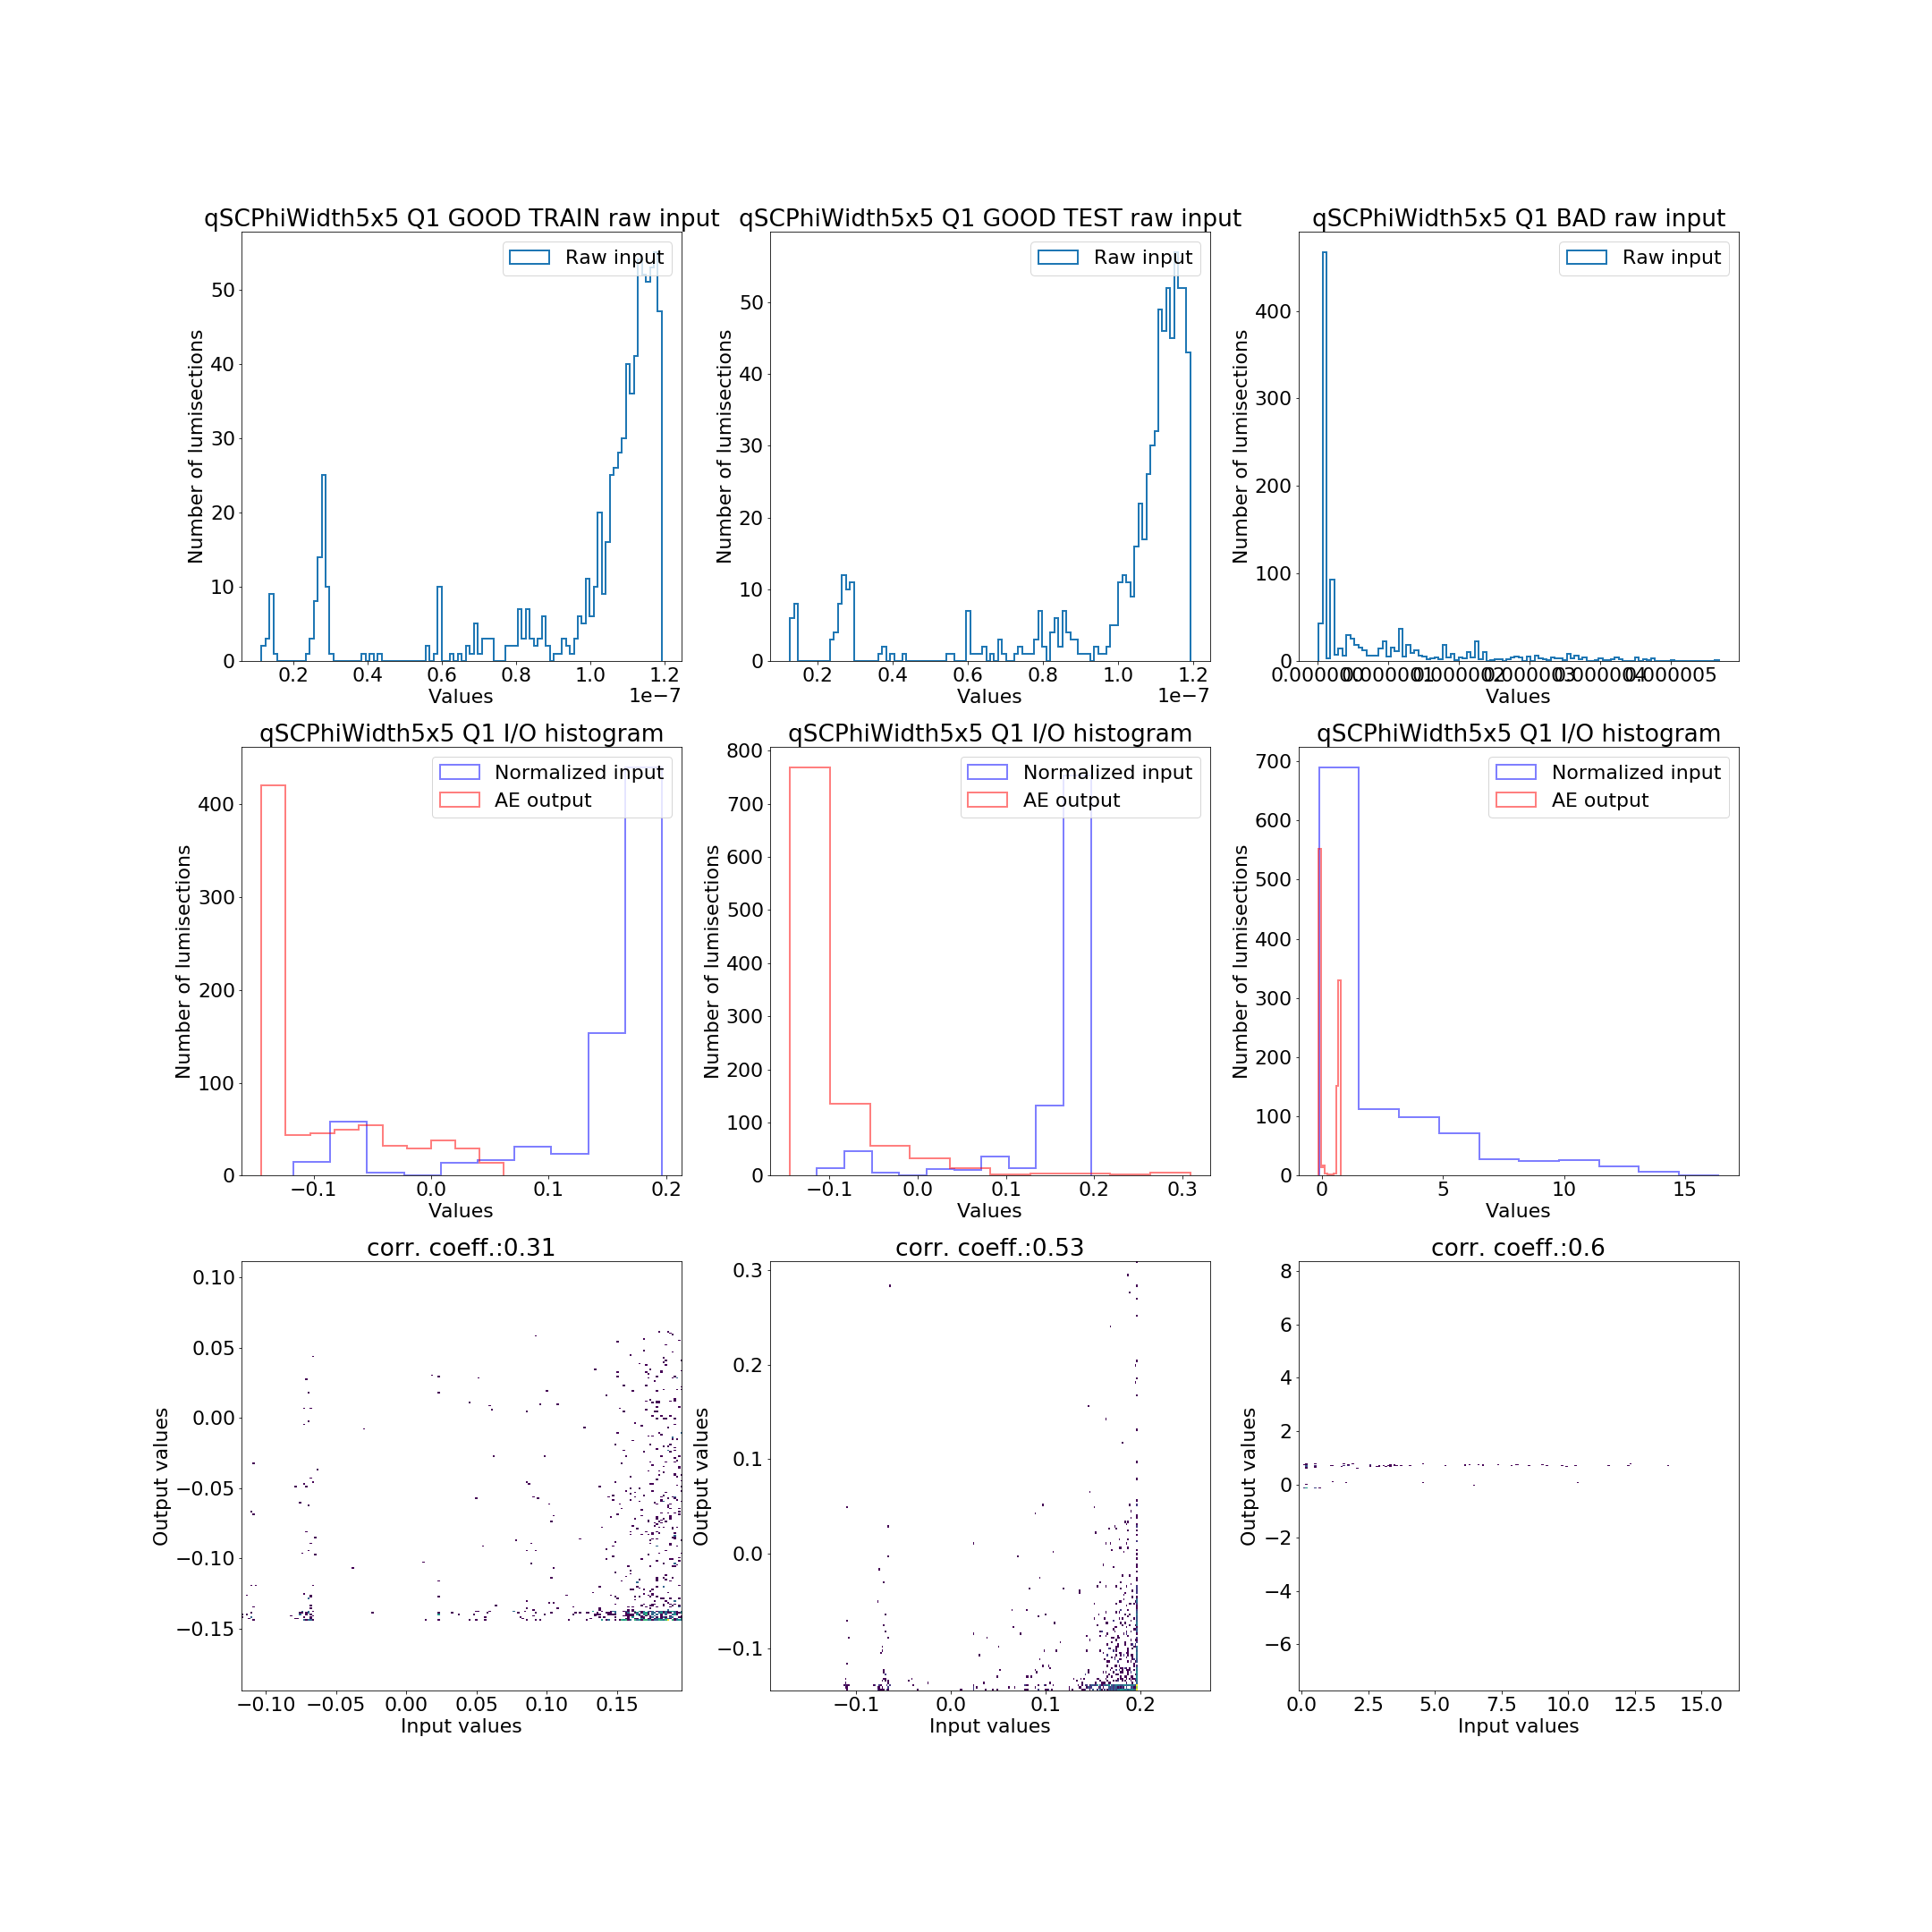 qSCPhiWidth5x5 Q1 GOOD TRAIN raw input
Raw input
Number of lumisections
0 10 20 30 40 50
0.2 0.4 0.6 0.8 1.0 1.2
1e−7
Values
qSCPhiWidth5x5 Q1 GOOD TEST raw input
Raw input
Number of lumisections
0 10 20 30 40 50
0.2 0.4 0.6 0.8 1.0 1.2
1e−7
Values
qSCPhiWidth5x5 Q1 BAD raw input
Raw input
Number of lumisections
0 100 200 300 400
0.000000 0.000001 0.000002 0.000003 0.000004 0.000005
Values
qSCPhiWidth5x5 Q1 I/O histogram
Normalized input
AE output
Number of lumisections
0 100 200 300 400
−0.1 0.0 0.1 0.2
Values
qSCPhiWidth5x5 Q1 I/O histogram
Normalized input
AE output
Number of lumisections
0 100 200 300 400 500 600 700 800
−0.1 0.0 0.1 0.2 0.3
Values
qSCPhiWidth5x5 Q1 I/O histogram
Normalized input
AE output
Number of lumisections
0 100 200 300 400 500 600 700
0 5 10 15
Values
corr. coeff.:0.31
Output values
0.10 0.05 0.00 −0.05 −0.10 −0.15
−0.10 −0.05 0.00 0.05 0.10 0.15
Input values
corr. coeff.:0.53
Output values
0.3 0.2 0.1 0.0 −0.1
−0.1 0.0 0.1 0.2
Input values
corr. coeff.:0.6
Output values
8 6 4 2 0 −2 −4 −6
0.0 2.5 5.0 7.5 10.0 12.5 15.0
Input values